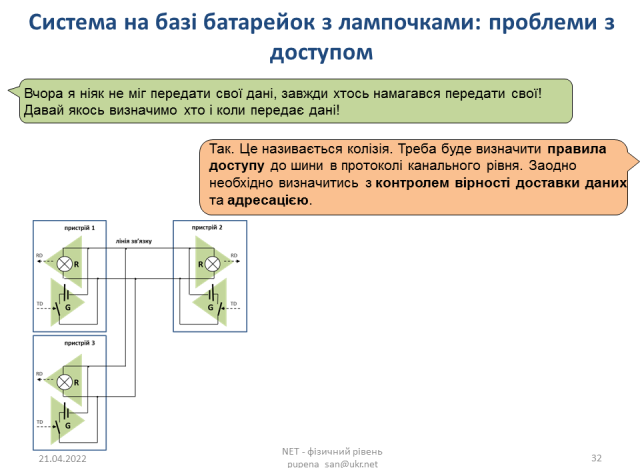 Система на базі батарейок з лампочками: проблеми з
доступом
Вчора я ніяк не міг передати свої дані, завжди хтось намагався передати свої!
Давай якось визначимо хто і коли передає дані!
Так. Це називається колізія. Треба буде визначити правила
доступу до шини в протоколі канального рівня. Заодно
необхідно визначитись з контролем вірності доставки даних
та адресацією.
пристрій 1
лінія зв'язку
пристрій 2
RD
R
R
RD
TD
G
G
TD
пристрій 3
RD
R
TD
G
21.04.2022
NET - фізичний рівень
pupena_san@ukr.net
32